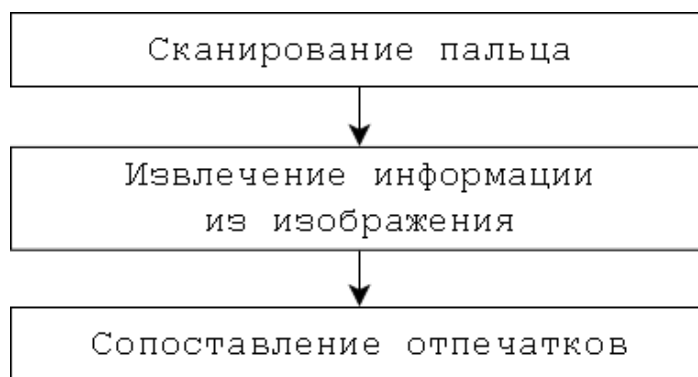 Сканирование пальца
Извлечение информации
из изображения
Сопоставление отпечатков